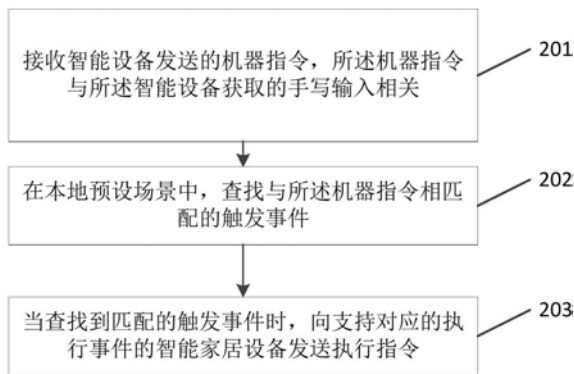 接收智能设备发送的机器指令，所述机器指令
与所述智能设备获取的手写输入相关
201
在本地预设场景中，查找与所述机器指令相匹
配的触发事件
202
当查找到匹配的触发事件时，向支持对应的执
行事件的智能家居设备发送执行指令
203